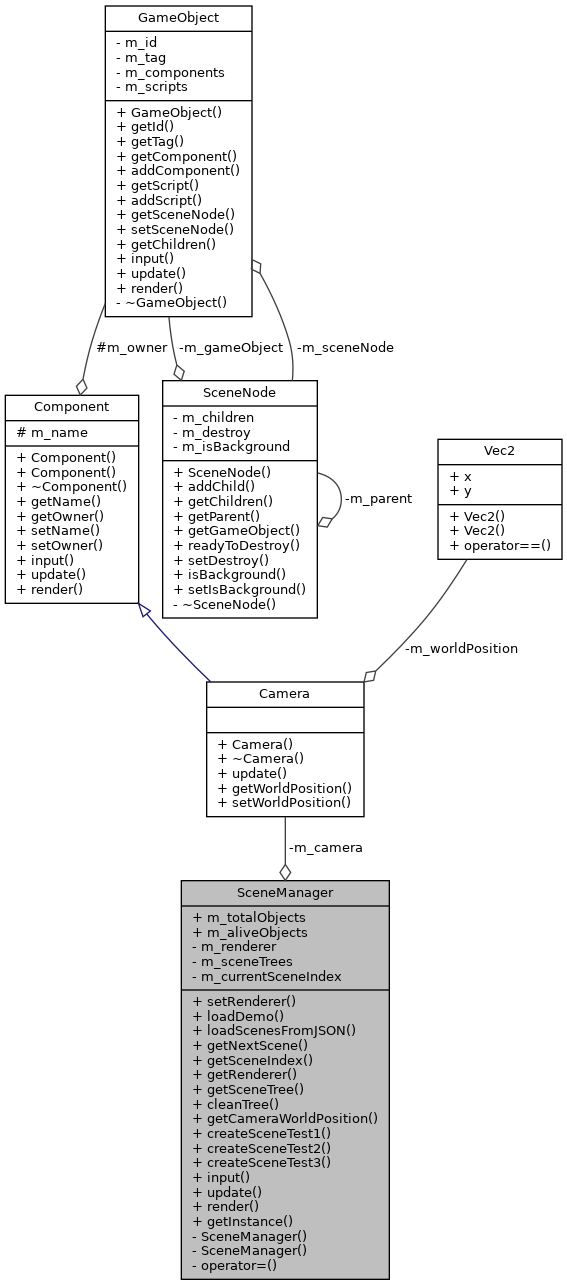 GameObject
- m_id
- m_tag
- m_components
- m_scripts
+ GameObject()
+ getId()
+ getTag()
+ getComponent()
+ addComponent()
+ getScript()
+ addScript()
+ getSceneNode()
+ setSceneNode()
+ getChildren()
+ input()
+ update()
+ render()
- ~GameObject()
#m_owner
-m_gameObject
-m_sceneNode
Component
# m_name
+ Component()
+ Component()
+ ~Component()
+ getName()
+ getOwner()
+ setName()
+ setOwner()
+ input()
+ update()
+ render()
SceneNode
- m_children
- m_destroy
- m_isBackground
+ SceneNode()
+ addChild()
+ getChildren()
+ getParent()
+ getGameObject()
+ readyToDestroy()
+ setDestroy()
+ isBackground()
+ setIsBackground()
- ~SceneNode()
-m_parent
Vec2
+ x
+ y
+ Vec2()
+ Vec2()
+ operator==()
-m_worldPosition
Camera
+ Camera()
+ ~Camera()
+ update()
+ getWorldPosition()
+ setWorldPosition()
-m_camera
SceneManager
+ m_totalObjects
+ m_aliveObjects
- m_renderer
- m_sceneTrees
- m_currentSceneIndex
+ setRenderer()
+ loadDemo()
+ loadScenesFromJSON()
+ getNextScene()
+ getSceneIndex()
+ getRenderer()
+ getSceneTree()
+ cleanTree()
+ getCameraWorldPosition()
+ createSceneTest1()
+ createSceneTest2()
+ createSceneTest3()
+ input()
+ update()
+ render()
+ getInstance()
- SceneManager()
- SceneManager()
- operator=()